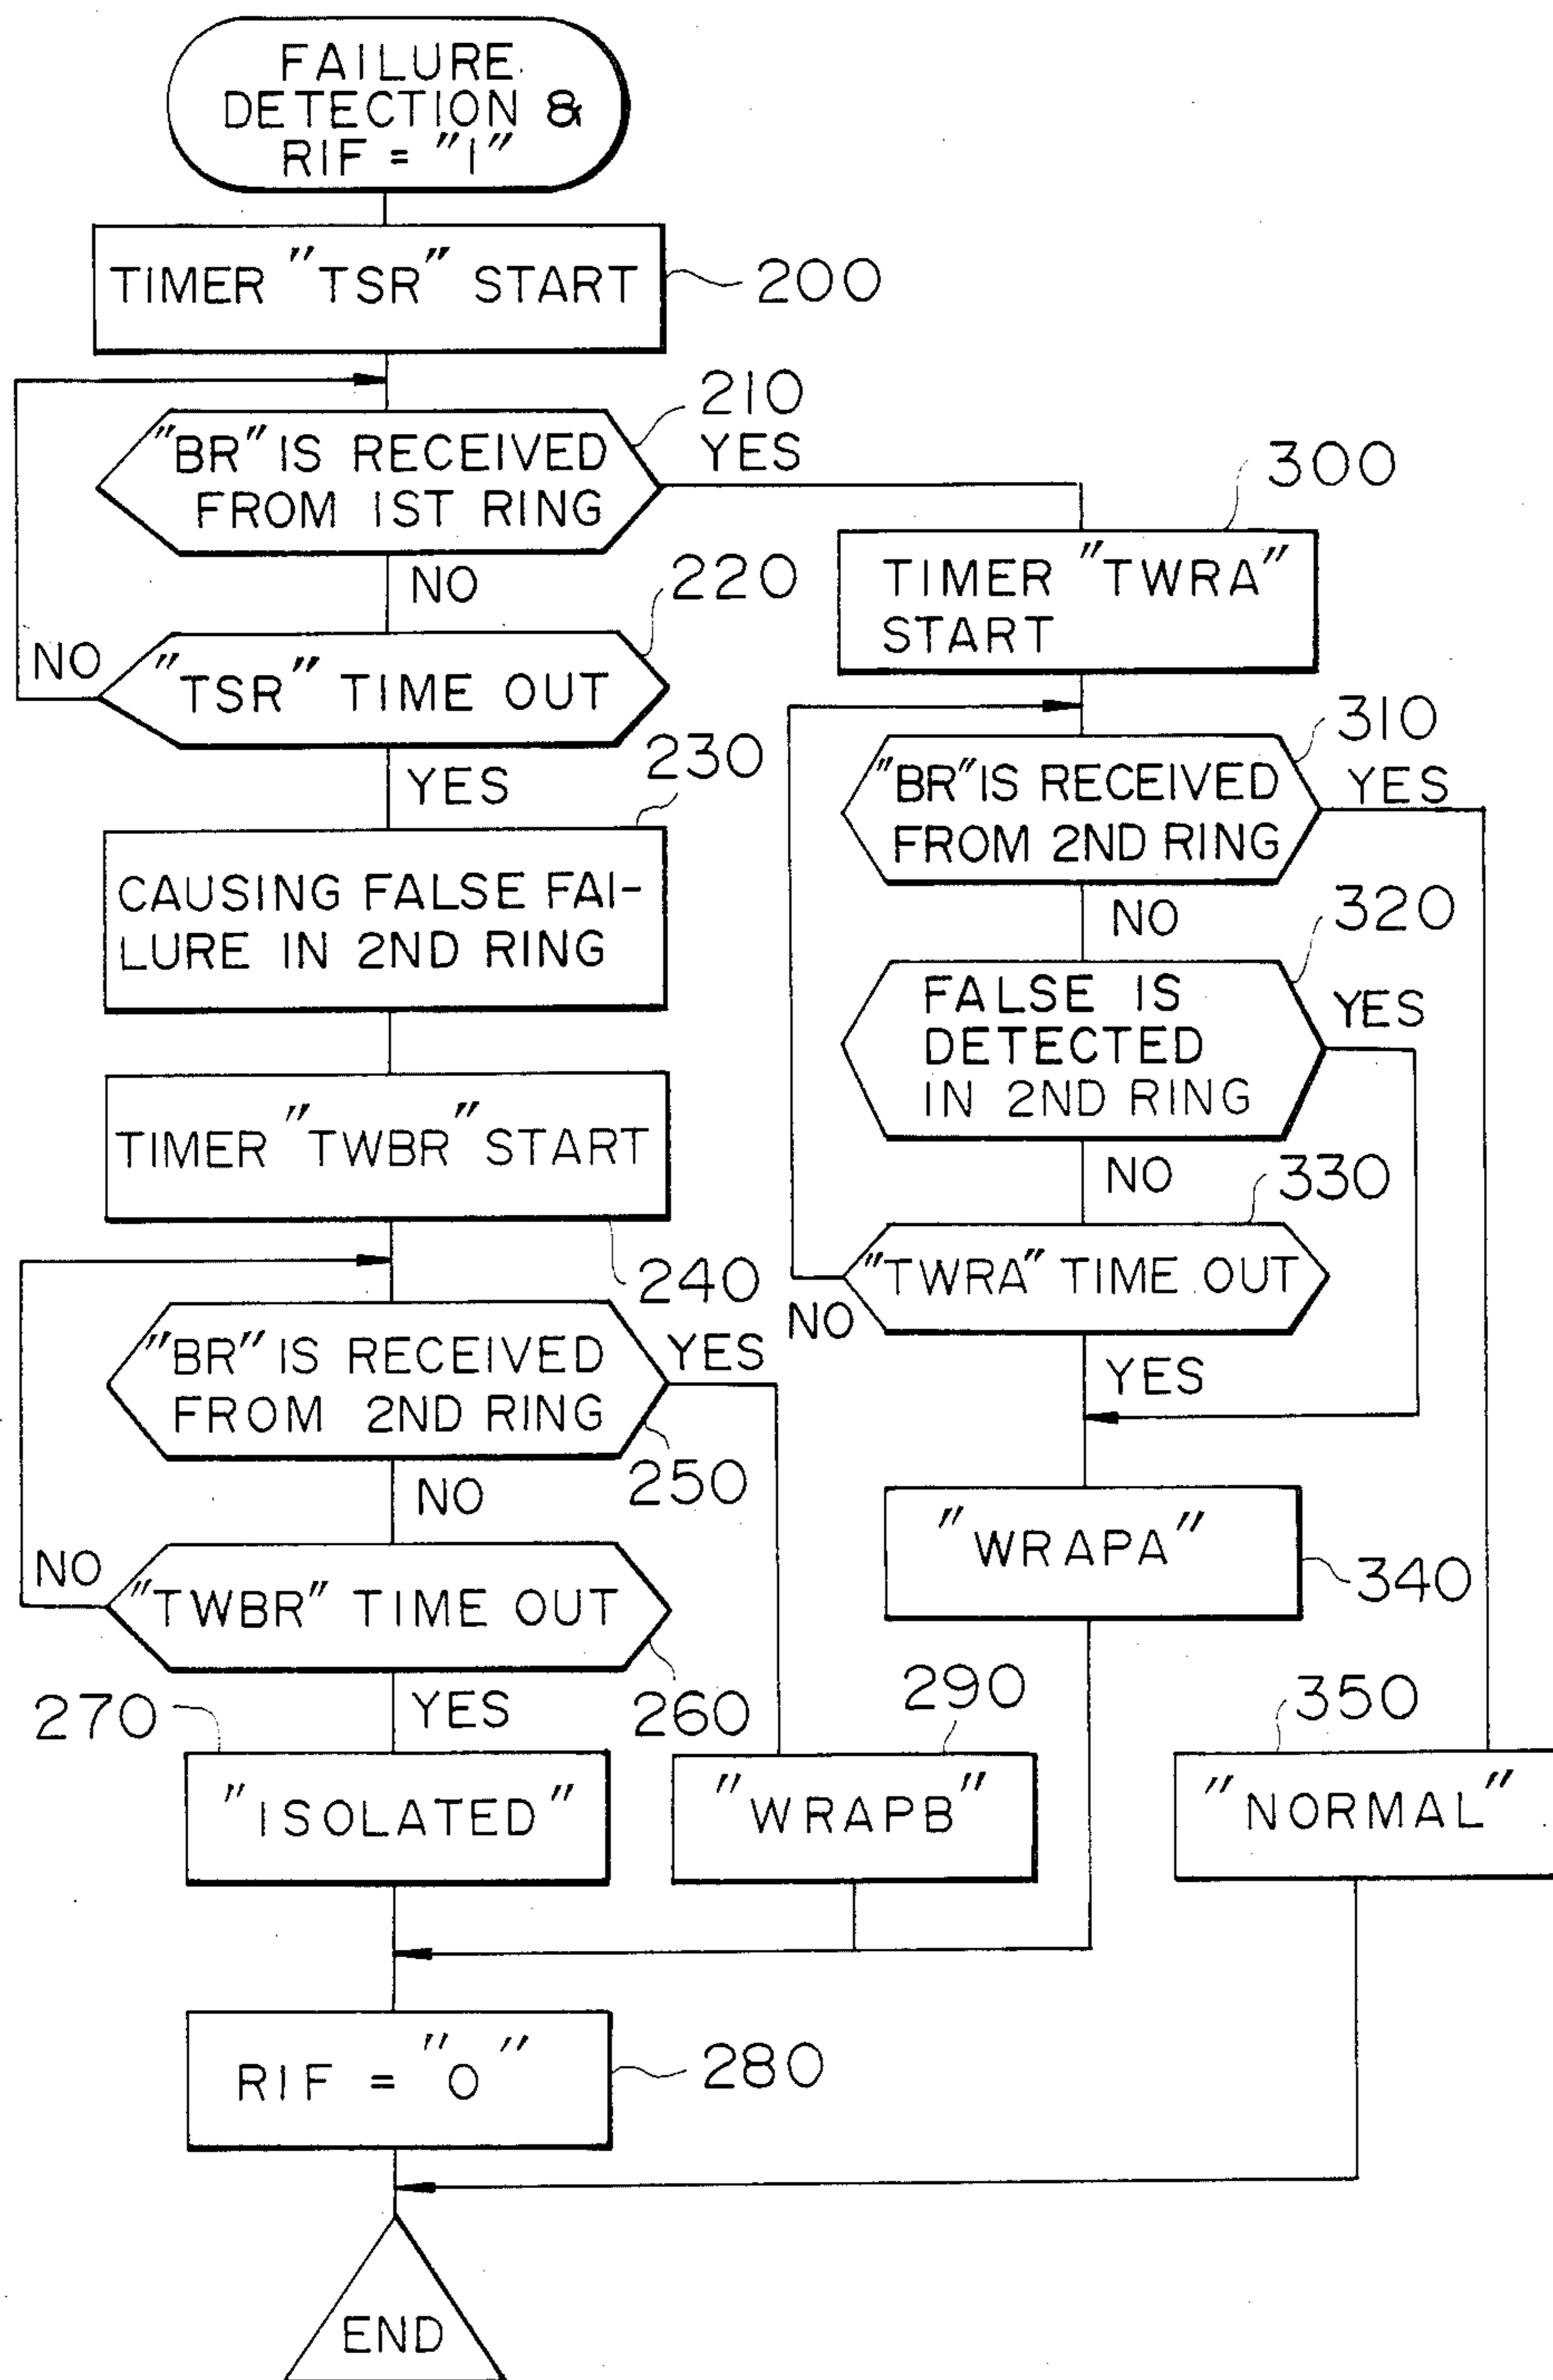 FAILURE
DETECTION &
RIF = "1"
TIMER "TSR" START
200
"BR" IS RECEIVED
FROM 1ST RING
210
YES
NO
"TSR" TIME OUT
220
NO
YES
230
CAUSING FALSE FAI-
LURE IN 2ND RING
TIMER "TWBR" START
240
"BR" IS RECEIVED
FROM 2ND RING
YES
250
NO
"TWBR" TIME OUT
NO
260
YES
270
"ISOLATED"
290
"WRAPB"
RIF = "0"
280
END
300
TIMER "TWRA"
START
310
"BR" IS RECEIVED
FROM 2ND RING
YES
NO
320
FALSE IS
DETECTED
IN 2ND RING
YES
NO
330
"TWRA" TIME OUT
NO
YES
"WRAPA"
340
350
"NORMAL"